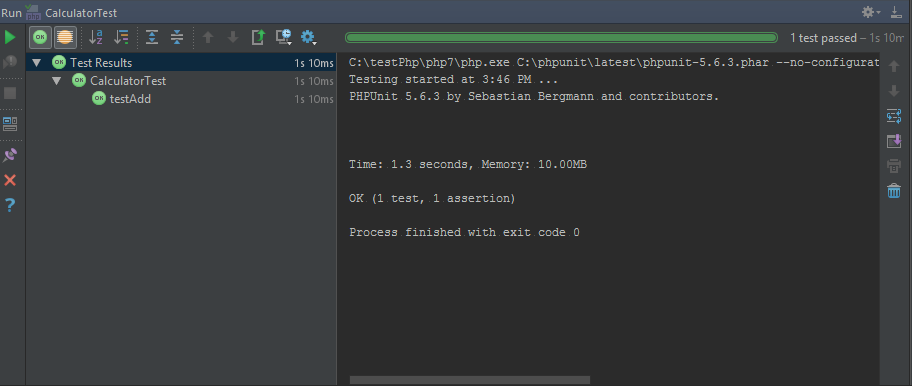 Run CalculatorTest
1 test passed – 1s 10m
Test Results 1s 10ms
CalculatorTest 1s 10ms
testAdd 1s 10ms
C:\testPhp\php7\php.exe C:\phpunit\latest\phpunit-5.6.3.phar --no-configurat
Testing started at 3:46 PM ...
PHPUnit 5.6.3 by Sebastian Bergmann and contributors.
Time: 1.3 seconds, Memory: 10.00MB
OK (1 test, 1 assertion)
Process finished with exit code 0